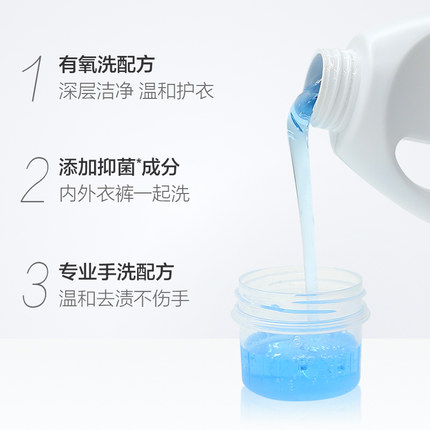 1
有氧洗配方
深层洁净 温和护衣
2
添加抑菌*成分
内外衣裤一起洗
3
专业手洗配方
温和去渍不伤手